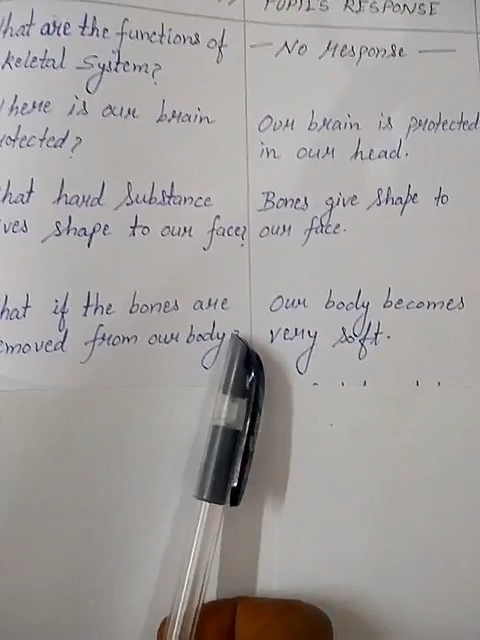 PUPIL'S RESPONSE
hat are the functions of
keletal System?
— No response —
here is our brain
otected?
Our brain is protected
in our head.
hat hard substance
ves shape to our face?
Bones give shape to
our face.
hat if the bones are
emoved from our body?
Our body becomes
very soft.